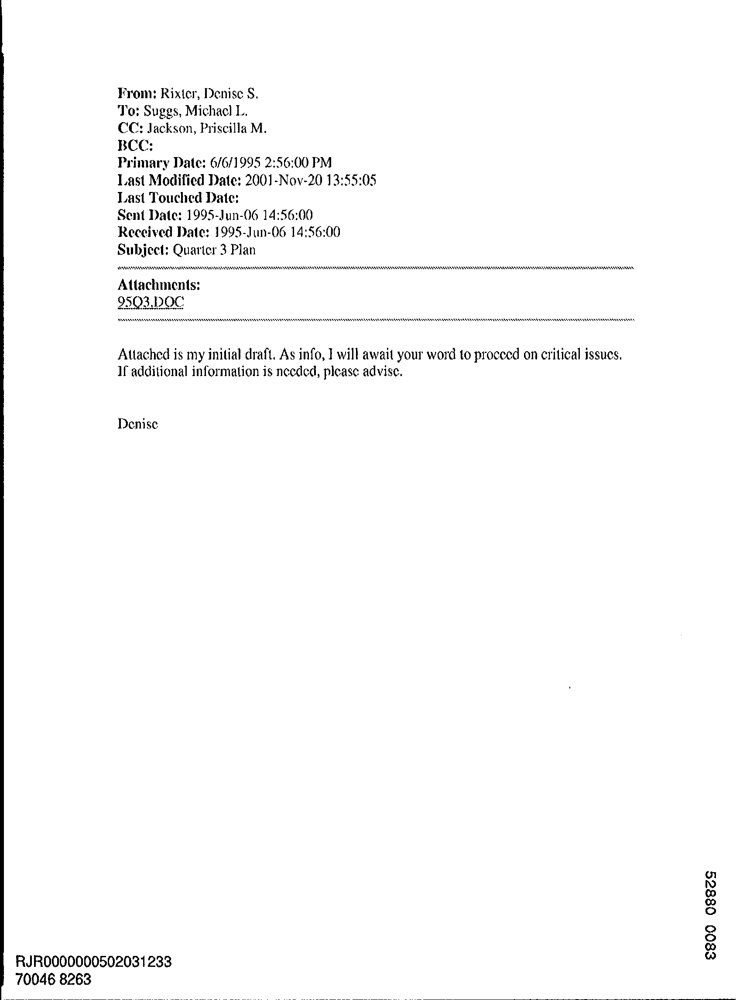 From: Rixter, Denise S.
To: Suggs, Michael L.
CC: Jackson, Priscilla M.
BCC:
Primary Date: 6/6/1995 2:56:00 PM
Last Modified Date: 2001-Nov-20 13:55:05
Last Touched Date:
Sent Date: 1995-Jun-06 14:56:00
Received Date: 1995-Jun-06 14:56:00
Subject: Quarter 3 Plan
Attachments:
95Q3.DOC
Attached is my initial draft. As info, I will await your word to proceed on critical issues.
If additional information is needed, please advise.
Denise
52880 0083
RJR0000000502031233
70046 8263